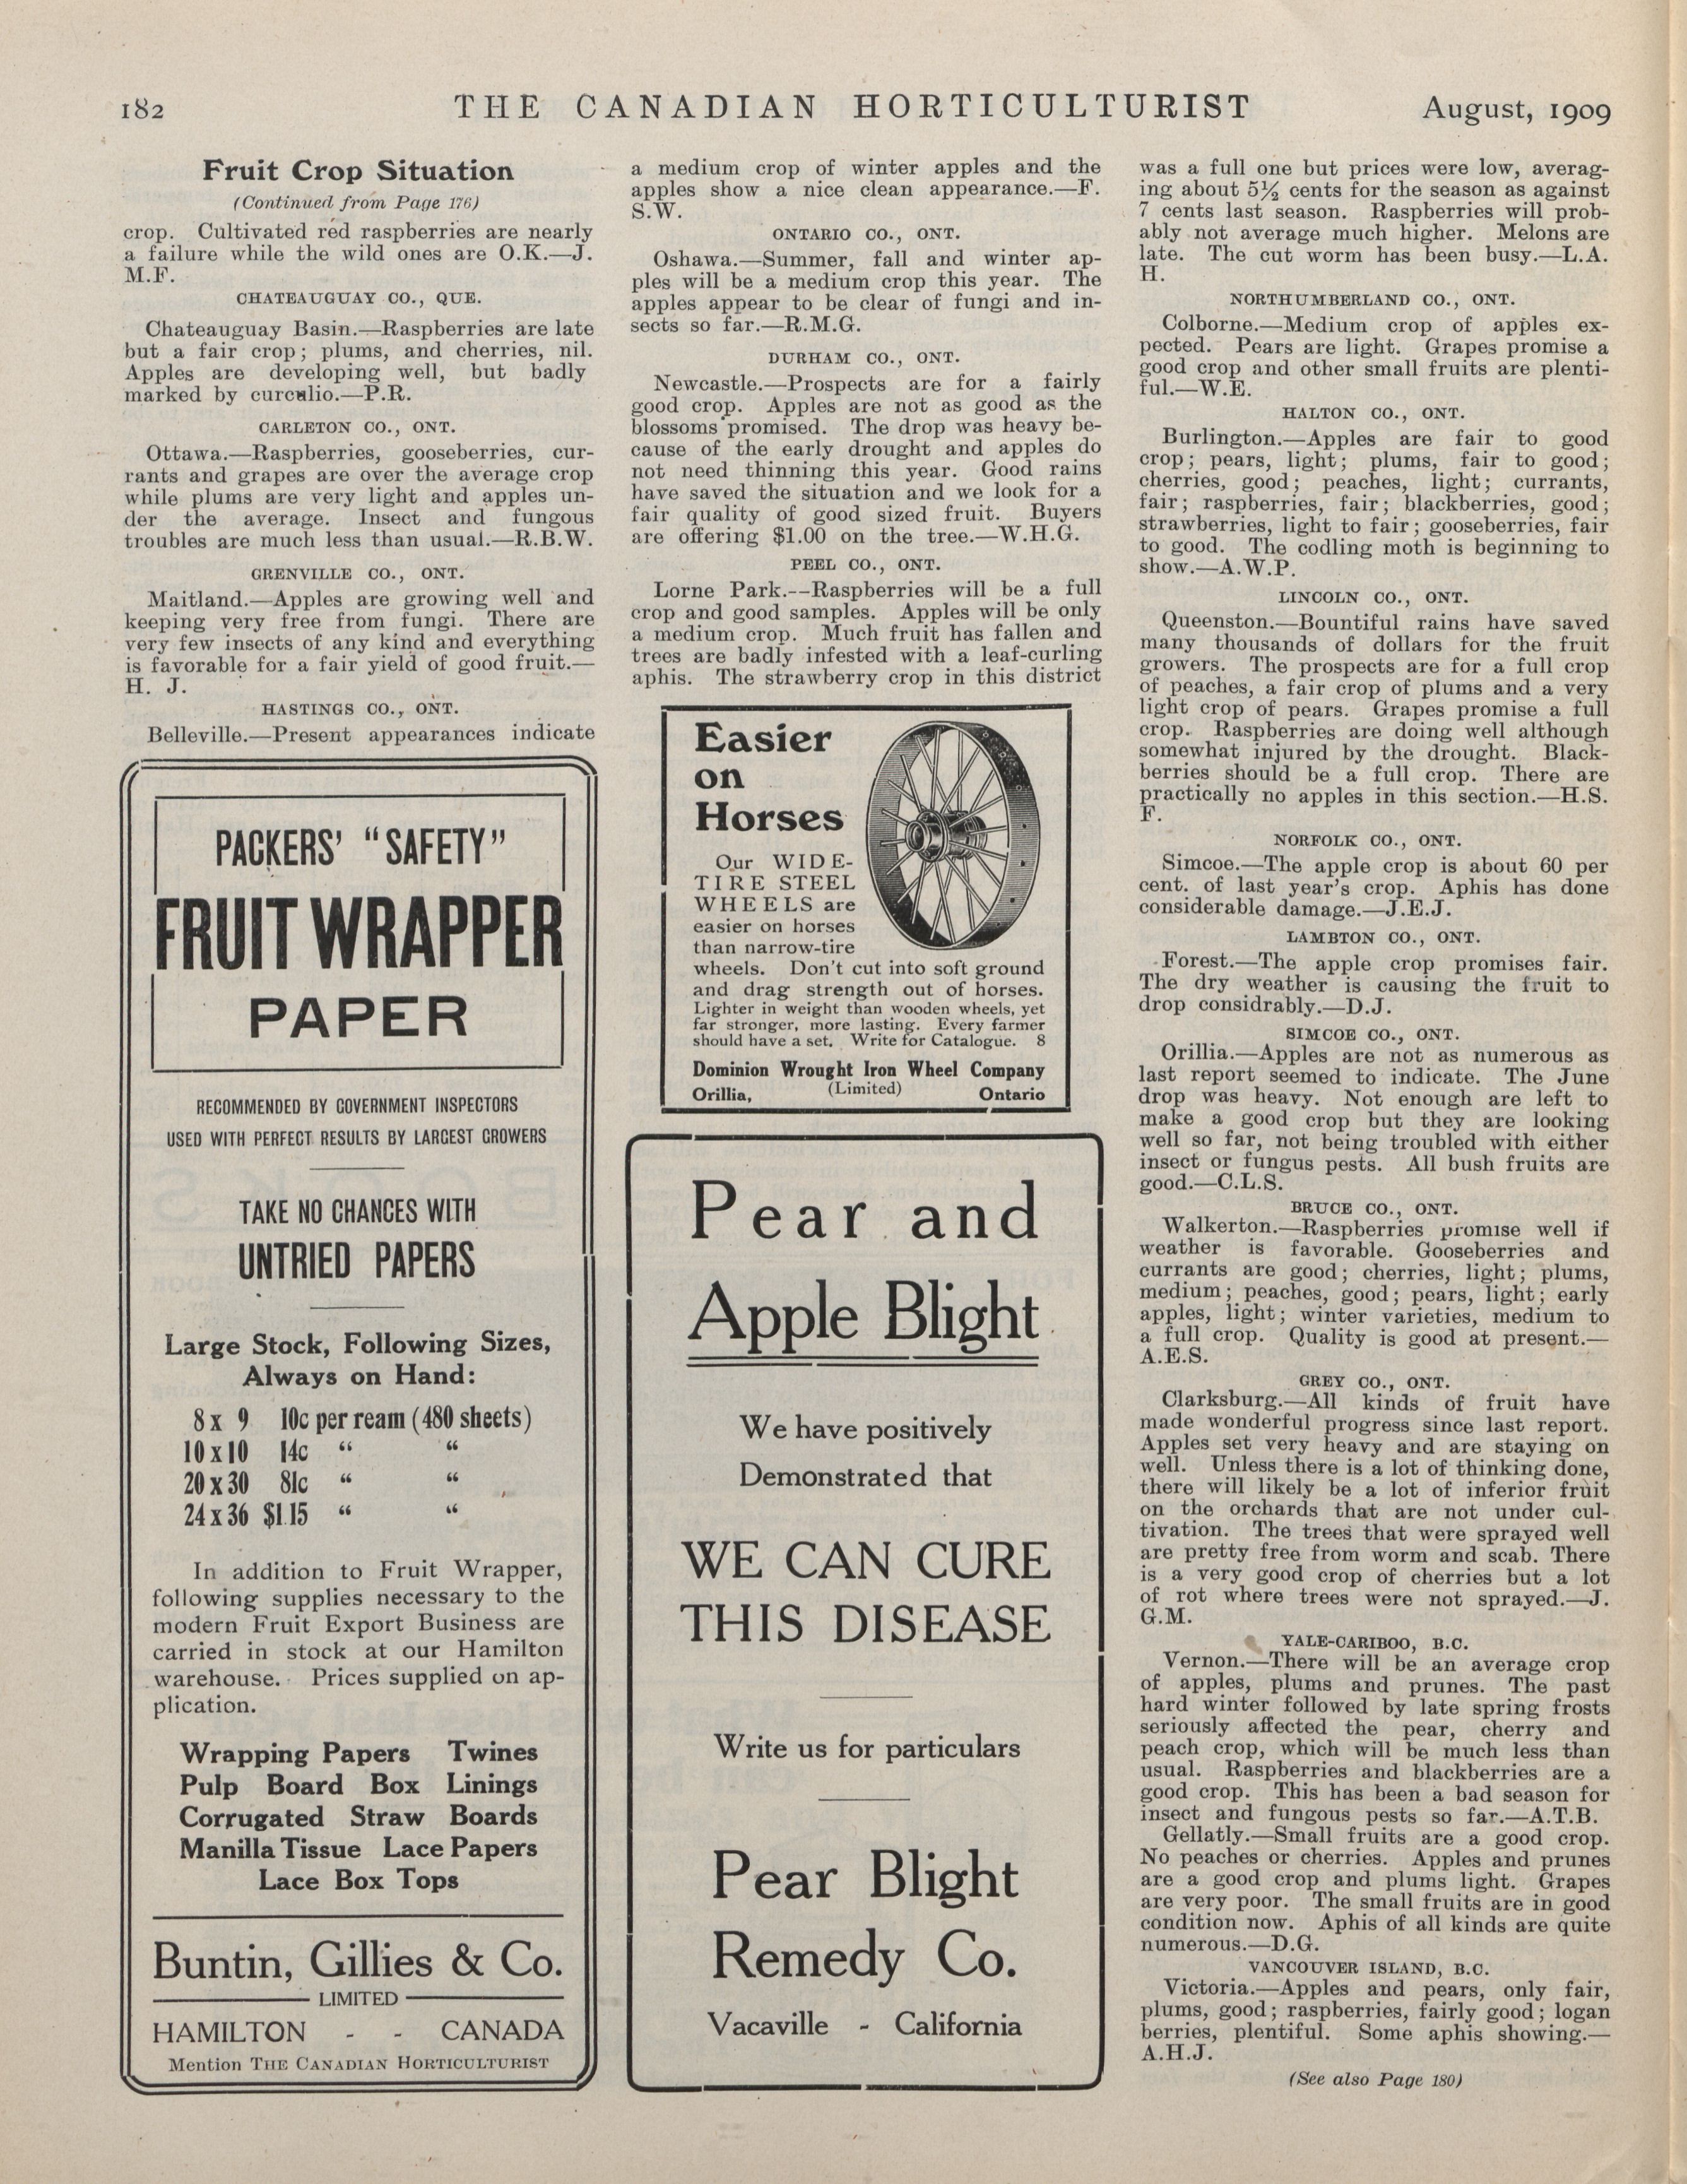 182
THE CANADIAN HORTICULTURIST
August, 1909
Fruit Crop Situation
(Continued from Page 176)
crop. Cultivated red raspberries are nearly
a failure while the wild ones are O.K.—J.
M.F.
CHATEAUGUAY CO., QUE.
Chateauguay Basin.—Raspberries are late
but a fair crop; plums, and cherries, nil.
Apples are developing well, but badly
marked by curculio.—P.R.
CARLETON CO., ONT.
Ottawa.—Raspberries, gooseberries, cur-
rants and grapes are over the average crop
while plums are very light and apples un-
der the average. Insect and fungous
troubles are much less than usual.—R.B.W.
GRENVILLE CO., ONT.
Maitland.—Apples are growing well and
keeping very free from fungi. There are
very few insects of any kind and everything
is favorable for a fair yield of good fruit.—
H. J.
HASTINGS CO., ONT.
Belleville.—Present appearances indicate
PACKERS' "SAFETY"
FRUIT WRAPPER
PAPER
RECOMMENDED BY GOVERNMENT INSPECTORS
USED WITH PERFECT RESULTS BY LARGEST GROWERS
TAKE NO CHANCES WITH
UNTRIED PAPERS
Large Stock, Following Sizes,
Always on Hand:
8 x 9 10c per ream (480 sheets)
10 x 10 14c " "
20 x 30 81c " "
24 x 36 $1.15 " "
In addition to Fruit Wrapper,
following supplies necessary to the
modern Fruit Export Business are
carried in stock at our Hamilton
warehouse. Prices supplied on ap-
plication.
Wrapping Papers Twines
Pulp Board Box Linings
Corrugated Straw Boards
Manilla Tissue Lace Papers
Lace Box Tops
Buntin, Gillies & Co.
LIMITED
HAMILTON - - CANADA
Mention THE CANADIAN HORTICULTURIST
a medium crop of winter apples and the
apples show a nice clean appearance.—F.
S.W.
ONTARIO CO., ONT.
Oshawa.—Summer, fall and winter ap-
ples will be a medium crop this year. The
apples appear to be clear of fungi and in-
sects so far.—R.M.G.
DURHAM CO., ONT.
Newcastle.—Prospects are for a fairly
good crop. Apples are not as good as the
blossoms promised. The drop was heavy be-
cause of the early drought and apples do
not need thinning this year. Good rains
have saved the situation and we look for a
fair quality of good sized fruit. Buyers
are offering $1.00 on the tree.—W.H.G.
PEEL CO., ONT.
Lorne Park.--Raspberries will be a full
crop and good samples. Apples will be only
a medium crop. Much fruit has fallen and
trees are badly infested with a leaf-curling
aphis. The strawberry crop in this district
Easier
on
Horses
Our WIDE-
TIRE STEEL
WHEELS are
easier on horses
than narrow-tire
wheels. Don't cut into soft ground
and drag strength out of horses.
Lighter in weight than wooden wheels, yet
far stronger, more lasting. Every farmer
should have a set. Write for Catalogue. 8
Dominion Wrought Iron Wheel Company
Orillia, (Limited) Ontario
Pear and
Apple Blight
We have positively
Demonstrated that
WE CAN CURE
THIS DISEASE
Write us for particulars
Pear Blight
Remedy Co.
Vacaville - California
was a full one but prices were low, averag-
ing about 5½ cents for the season as against
7 cents last season. Raspberries will prob-
ably not average much higher. Melons are
late. The cut worm has been busy.—L.A.
H.
NORTHUMBERLAND CO., ONT.
Colborne.—Medium crop of apples ex-
pected. Pears are light. Grapes promise a
good crop and other small fruits are plenti-
ful.—W.E.
HALTON CO., ONT.
Burlington.—Apples are fair to good
crop; pears, light; plums, fair to good;
cherries, good; peaches, light; currants,
fair; raspberries, fair; blackberries, good;
strawberries, light to fair; gooseberries, fair
to good. The codling moth is beginning to
show.—A.W.P.
LINCOLN CO., ONT.
Queenston.—Bountiful rains have saved
many thousands of dollars for the fruit
growers. The prospects are for a full crop
of peaches, a fair crop of plums and a very
light crop of pears. Grapes promise a full
crop. Raspberries are doing well although
somewhat injured by the drought. Black-
berries should be a full crop. There are
practically no apples in this section.—H.S.
F.
NORFOLK CO., ONT.
Simcoe.—The apple crop is about 60 per
cent. of last year's crop. Aphis has done
considerable damage.—J.E.J.
LAMBTON CO., ONT.
Forest.—The apple crop promises fair.
The dry weather is causing the fruit to
drop considrably.—D.J.
SIMCOE CO., ONT.
Orillia.—Apples are not as numerous as
last report seemed to indicate. The June
drop was heavy. Not enough are left to
make a good crop but they are looking
well so far, not being troubled with either
insect or fungus pests. All bush fruits are
good.—C.L.S.
BRUCE CO., ONT.
Walkerton.—Raspberries promise well if
weather is favorable. Gooseberries and
currants are good; cherries, light; plums,
medium; peaches, good; pears, light; early
apples, light; winter varieties, medium to
a full crop. Quality is good at present.—
A.E.S.
GREY CO., ONT.
Clarksburg.—All kinds of fruit have
made wonderful progress since last report.
Apples set very heavy and are staying on
well. Unless there is a lot of thinking done,
there will likely be a lot of inferior fruit
on the orchards that are not under cul-
tivation. The trees that were sprayed well
are pretty free from worm and scab. There
is a very good crop of cherries but a lot
of rot where trees were not sprayed.—J.
G.M.
YALE-CARIBOO, B.C.
Vernon.—There will be an average crop
of apples, plums and prunes. The past
hard winter followed by late spring frosts
seriously affected the pear, cherry and
peach crop, which will be much less than
usual. Raspberries and blackberries are a
good crop. This has been a bad season for
insect and fungous pests so far.—A.T.B.
Gellatly.—Small fruits are a good crop.
No peaches or cherries. Apples and prunes
are a good crop and plums light. Grapes
are very poor. The small fruits are in good
condition now. Aphis of all kinds are quite
numerous.—D.G.
VANCOUVER ISLAND, B.C.
Victoria.—Apples and pears, only fair,
plums, good; raspberries, fairly good; logan
berries, plentiful. Some aphis showing.—
A.H.J.
(See also Page 180)